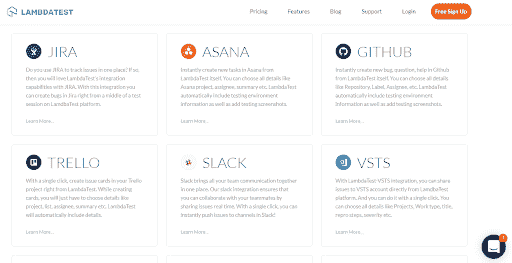 LAMBDATEST
Pricing
Features
Blog
Support
Login
Free Sign Up
JIRA
Do you use JIRA to track issues in one place? If so,
then you will love LambdaTest's integration
capabilities with JIRA. With this integration you
can create bugs in Jira right from a middle of a test
session on LambdaTest platform.
Learn More...
ASANA
Instantly create new tasks in Asana from
LambdaTest itself. You can choose all details like
Asana project, assignee, summary etc. LambdaTest
automatically include testing environment
information as well as adding testing screenshots.
Learn More...
GITHUB
Instantly create new bug, question, help in Github
from LambdaTest itself. You can choose all details
like Repository, Label, Assignee, etc. LambdaTest
automatically include testing environment
information as well as adding testing screenshots.
Learn More...
TRELLO
With a single click, create issue cards in your Trello
project right from LambdaTest. While creating
cards, you will just have to choose details like
project, list, assignee, summary etc. LambdaTest
will automatically include details.
Learn More...
SLACK
Slack brings all your team communication together
in one place. Our slack integration ensures that
you can collaborate with your teammates by
sharing issues real time. With a single click, you can
instantly push issues to channels in Slack!
Learn More...
VSTS
With LambdaTest VSTS integration, you can share
issues to VSTS account directly from LambdaTest
platform. And you can do it with a single click. You
can choose all details like Projects, Work type, title,
repro steps, severity etc.
Learn More...